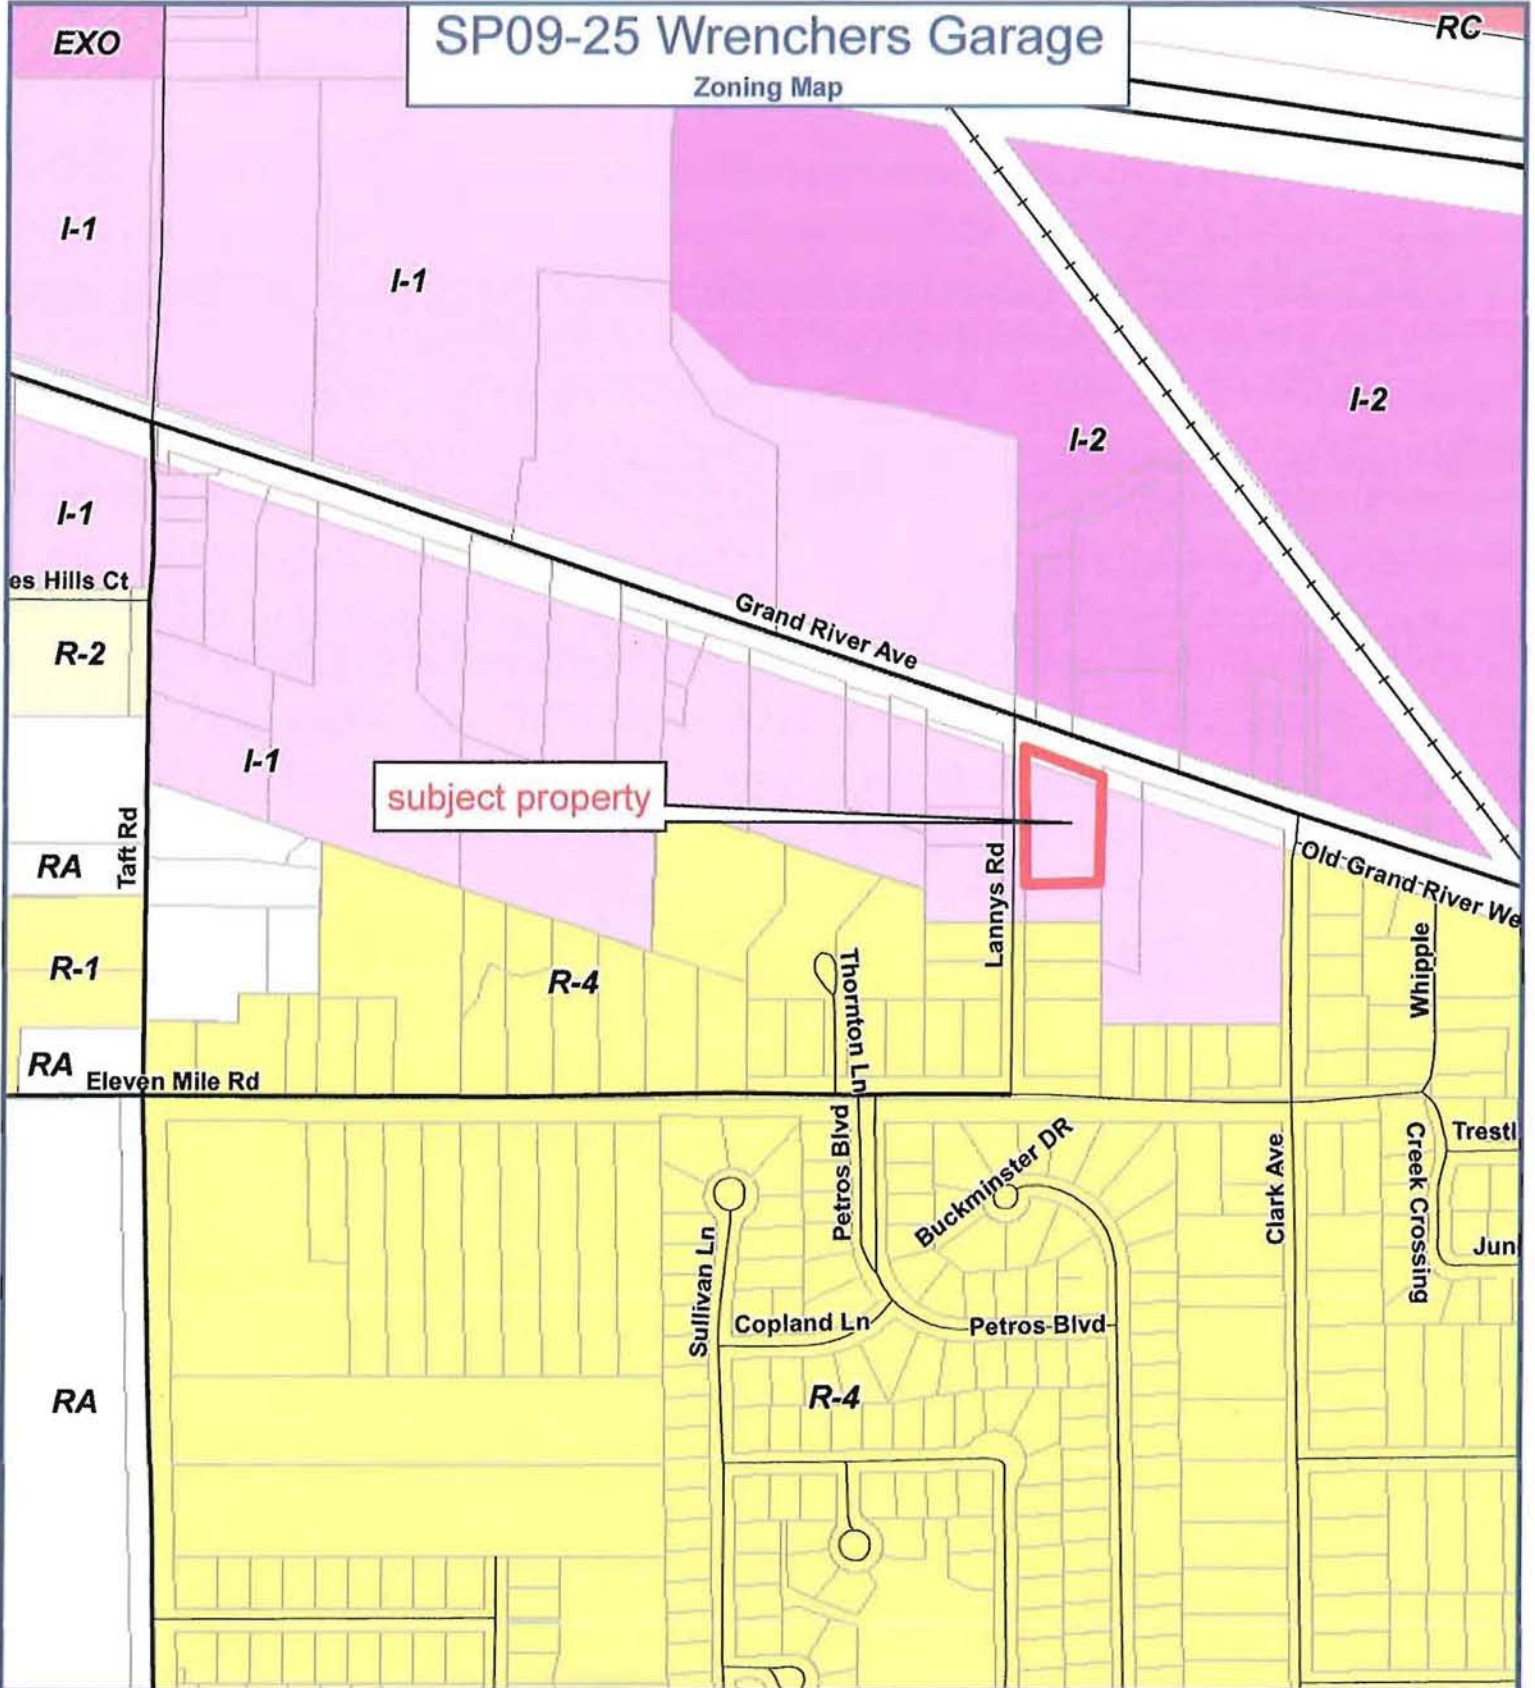 SP09-25 Wrenchers Garage
Zoning Map
EXO
RC
I-1
I-1
I-2
I-2
I-1
es Hills Ct
R-2
Grand River Ave
I-1
subject property
Taft Rd
RA
Lannys Rd
Old Grand River We
R-1
R-4
Thornton Ln
Whipple
RA
Eleven Mile Rd
Petros Blvd
Buckminster DR
Clark Ave
Creek Crossing
Trestl
Sullivan Ln
Jun
Copland Ln
Petros Blvd
RA
R-4